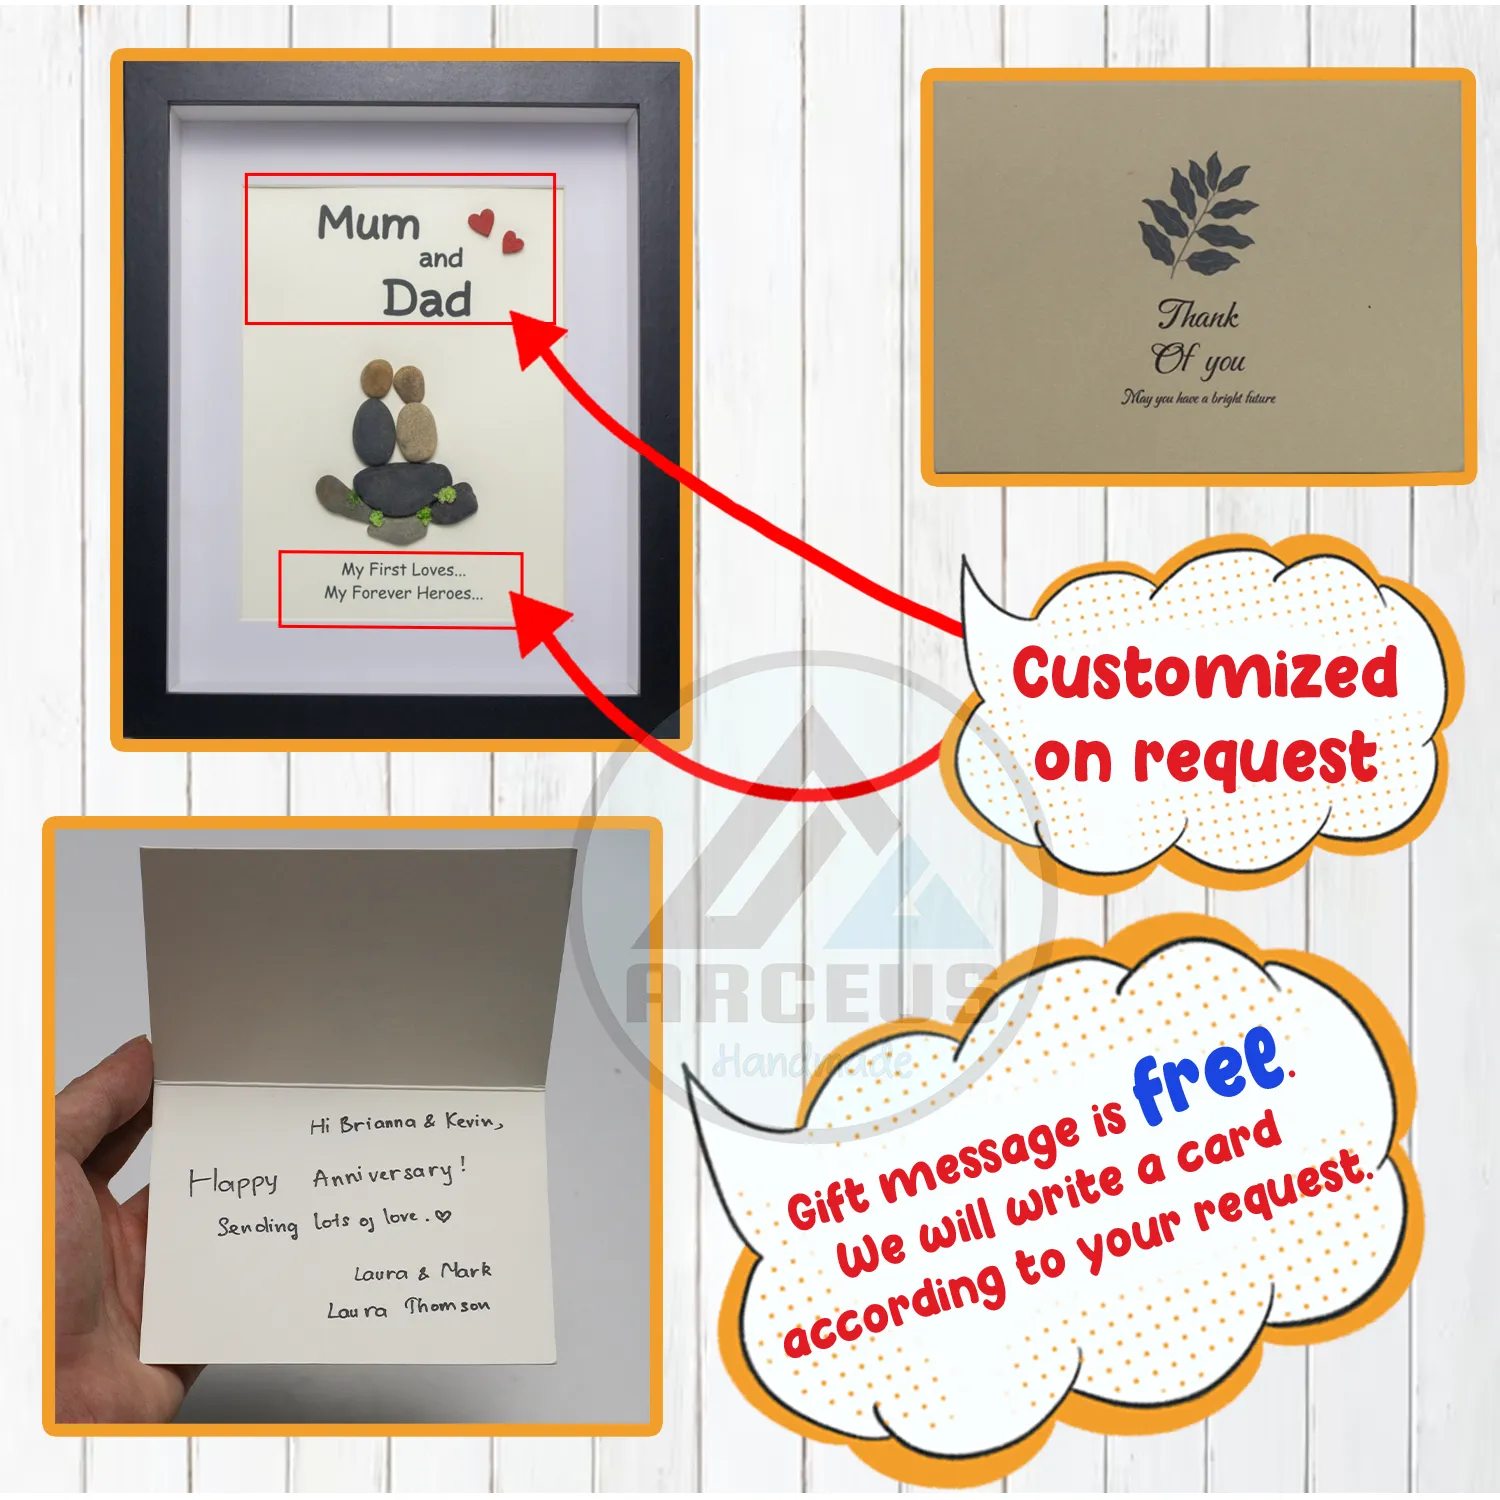 Mum
and
Dad
My First Loves...
My Forever Heroes...
Thank
Of you
May you have a bright future
Customized
on request
ARCEUS
Handmade
Hi Brianna & Kevin,
Happy Anniversary!
Sending lots of love. ♡
Laura & Mark
Laura Thomson
Gift message is free.
We will write a card
according to your request.